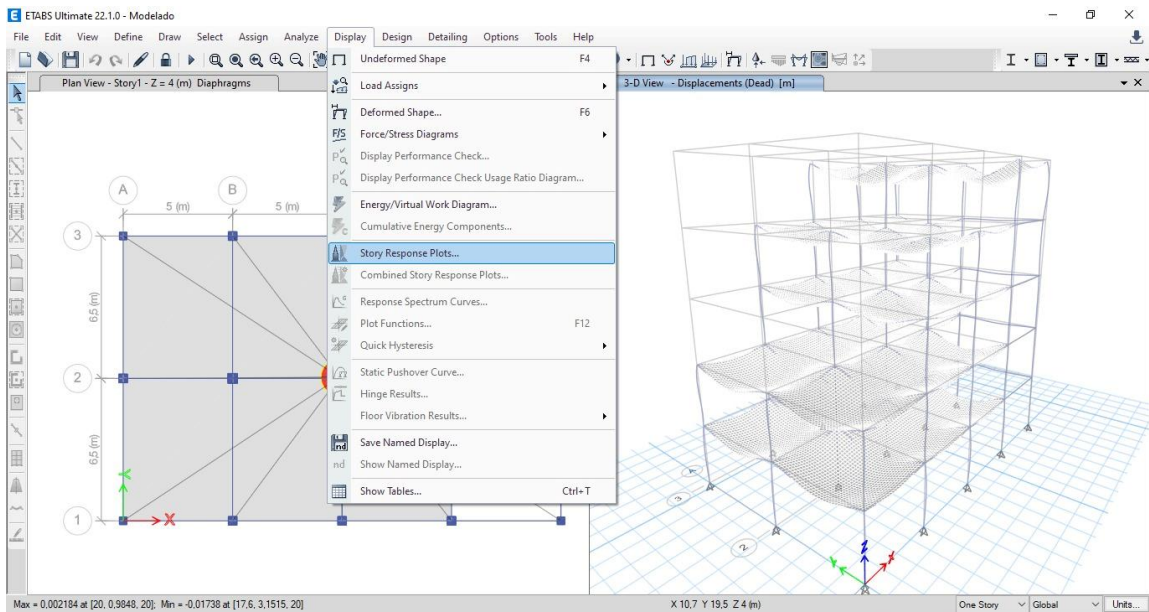 ETABS Ultimate 22.1.0 - Modelado
File Edit View Define Draw Select Assign Analyze Display Design Detailing Options Tools Help
Plan View - Story1 - Z = 4 (m) Diaphragms
3-D View - Displacements (Dead) [m]
Undeformed Shape F4
Load Assigns
Deformed Shape... F6
F/S Force/Stress Diagrams
Display Performance Check...
Display Performance Check Usage Ratio Diagram...
Energy/Virtual Work Diagram...
Cumulative Energy Components...
Story Response Plots...
Combined Story Response Plots...
Response Spectrum Curves...
Plot Functions... F12
Quick Hysteresis
Static Pushover Curve...
Hinge Results...
Floor Vibration Results...
nd Save Named Display...
nd Show Named Display...
Show Tables... Ctrl+T
A B
5 (m) 5 (m)
3
6,5 (m)
2
6,5 (m)
1
Y
X
3
2
Z
Y
X
Max = 0,002184 at [20, 0,9848, 20]; Min = -0,01738 at [17,6, 3,1515, 20]
X 10,7 Y 19,5 Z 4 (m)
One Story Global Units...